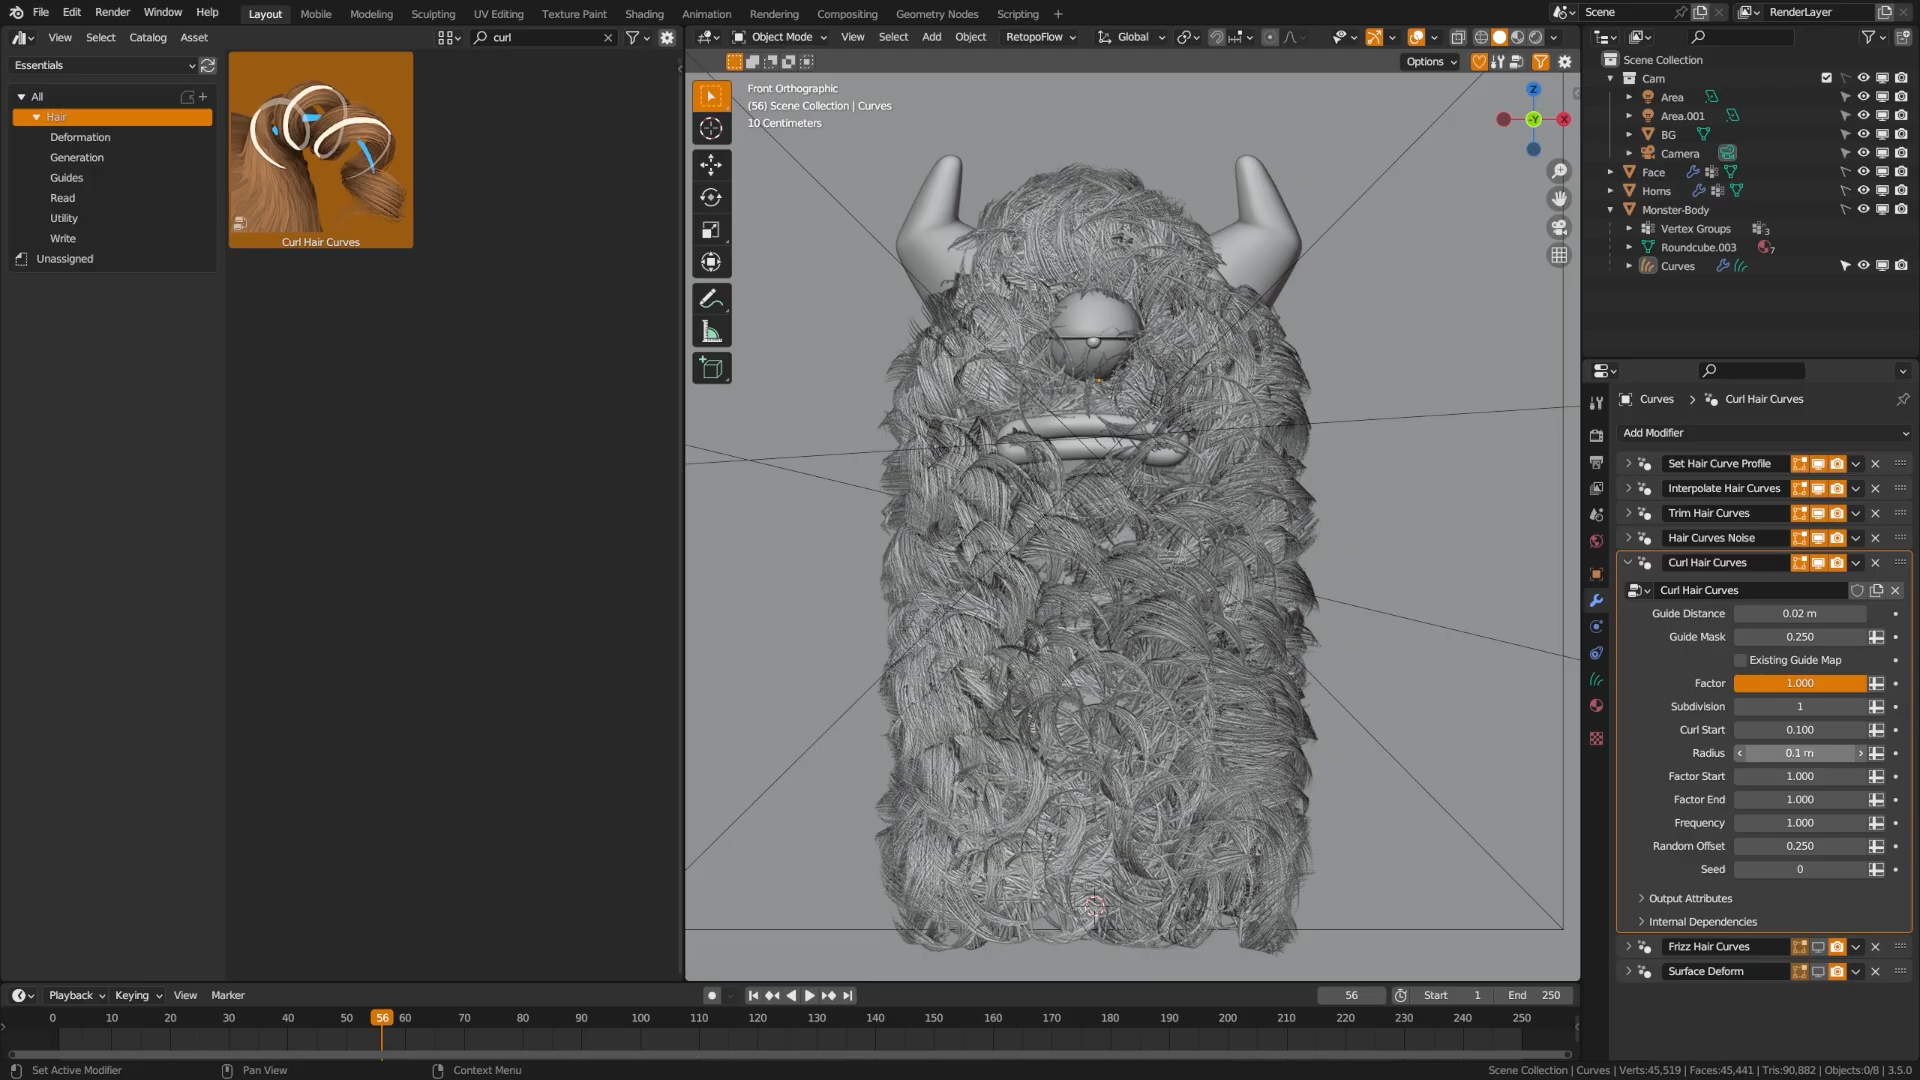 File Edit Render Window Help Layout Mobile Modeling Sculpting UV Editing Texture Paint Shading Animation Rendering Compositing Geometry Nodes Scripting + Scene RenderLayer
View Select Catalog Asset curl
Essentials
All
Hair
Deformation
Generation
Guides
Read
Utility
Write
Unassigned
Curl Hair Curves
Object Mode View Select Add Object RetopoFlow Global
Options
Front Orthographic
(56) Scene Collection | Curves
10 Centimeters
Z
-Y
X
Scene Collection
Cam
Area
Area.001
BG
Camera
Face
Horns
Monster-Body
Vertex Groups 3
Roundcube.003 7
Curves
Curves > Curl Hair Curves
Add Modifier
Set Hair Curve Profile
Interpolate Hair Curves
Trim Hair Curves
Hair Curves Noise
Curl Hair Curves
Curl Hair Curves
Guide Distance 0.02 m
Guide Mask 0.250
Existing Guide Map
Factor 1.000
Subdivision 1
Curl Start 0.100
Radius < 0.1 m >
Factor Start 1.000
Factor End 1.000
Frequency 1.000
Random Offset 0.250
Seed 0
Output Attributes
Internal Dependencies
Frizz Hair Curves
Surface Deform
Playback Keying View Marker 56 Start 1 End 250
0 10 20 30 40 50 56 60 70 80 90 100 110 120 130 140 150 160 170 180 190 200 210 220 230 240 250
Set Active Modifier Pan View Context Menu Scene Collection | Curves | Verts:45,519 | Faces:45,441 | Tris:90,882 | Objects:0/8 | 3.5.0